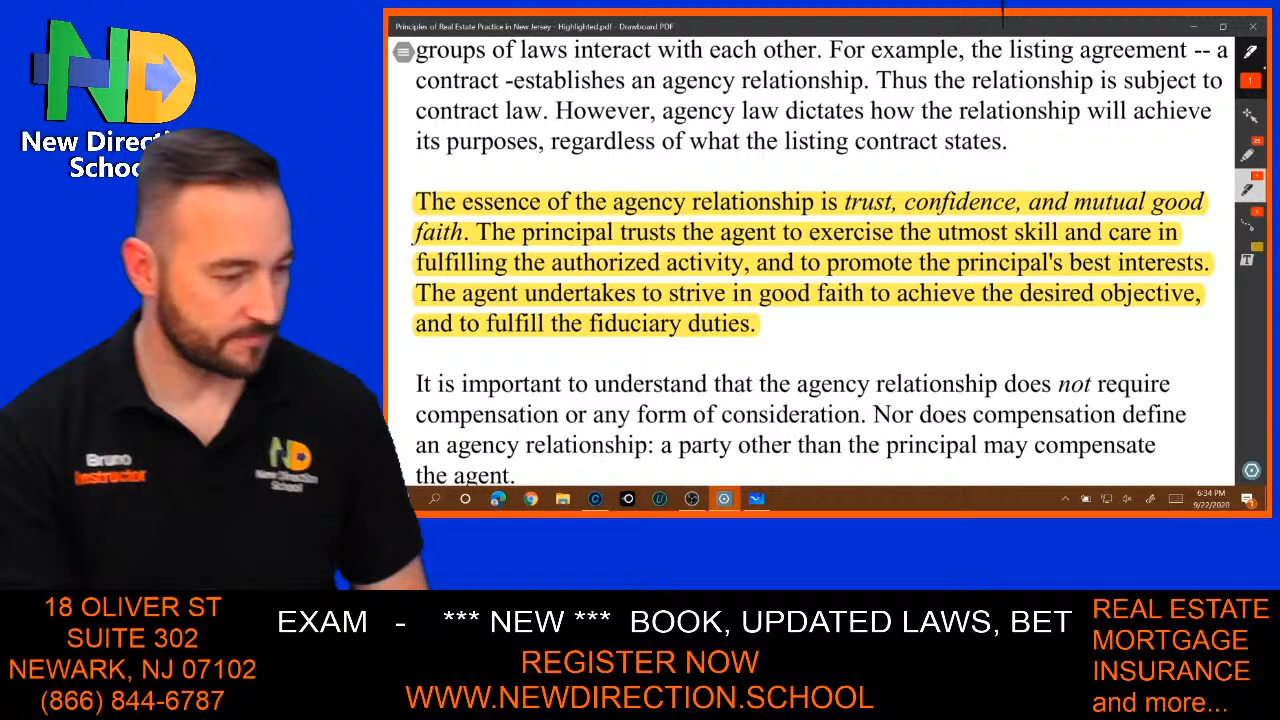 ND
New Directi
School
Principles of Real Estate Practice in New Jersey - Highlighted.pdf - Drawboard PDF
groups of laws interact with each other. For example, the listing agreement -- a
contract -establishes an agency relationship. Thus the relationship is subject to
contract law. However, agency law dictates how the relationship will achieve
its purposes, regardless of what the listing contract states.
The essence of the agency relationship is trust, confidence, and mutual good
faith. The principal trusts the agent to exercise the utmost skill and care in
fulfilling the authorized activity, and to promote the principal's best interests.
The agent undertakes to strive in good faith to achieve the desired objective,
and to fulfill the fiduciary duties.
It is important to understand that the agency relationship does not require
compensation or any form of consideration. Nor does compensation define
an agency relationship: a party other than the principal may compensate
the agent.
6:34 PM
9/22/2020
Bruno
Instructor
ND
New Direction
School
18 OLIVER ST
SUITE 302
NEWARK, NJ 07102
(866) 844-6787
EXAM - *** NEW *** BOOK, UPDATED LAWS, BET
REGISTER NOW
WWW.NEWDIRECTION.SCHOOL
REAL ESTATE
MORTGAGE
INSURANCE
and more...